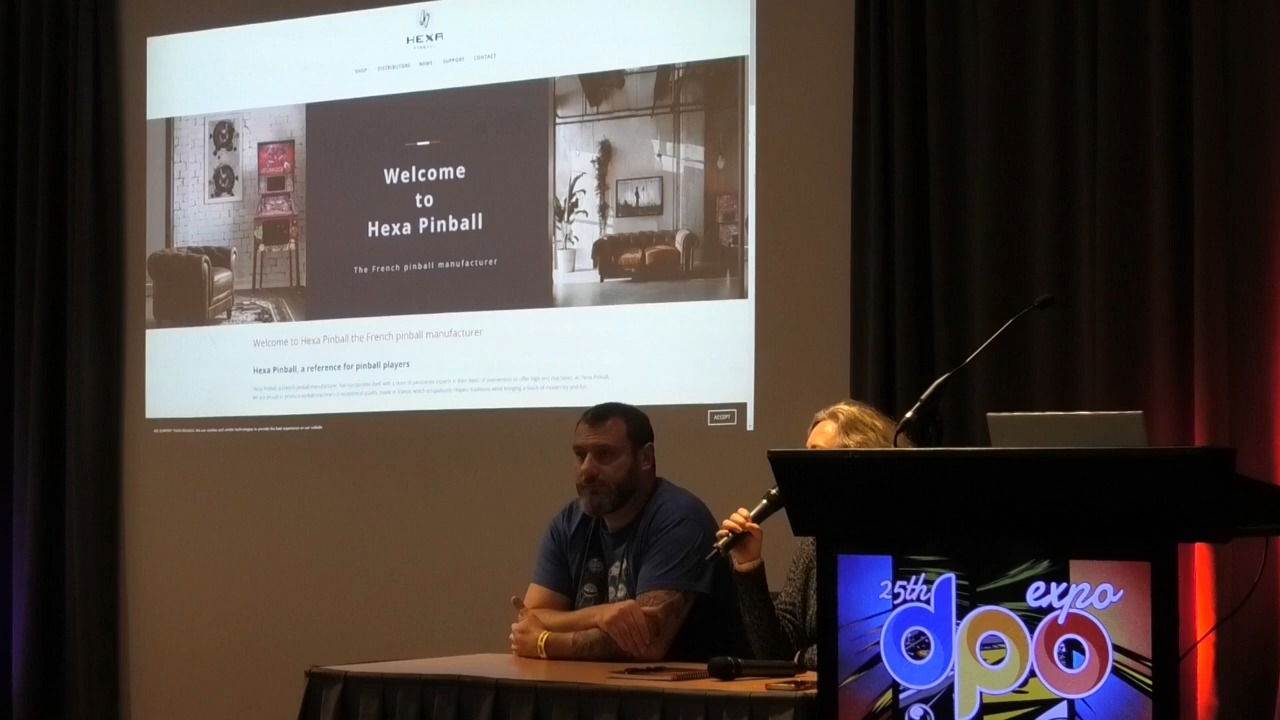 HEXA
PINBALL
SHOP DISTRIBUTORS NEWS SUPPORT CONTACT
Welcome
to
Hexa Pinball
The French pinball manufacturer
Welcome to Hexa Pinball the French pinball manufacturer
Hexa Pinball, a reference for pinball players
ACCEPT
25th
expo
dpo